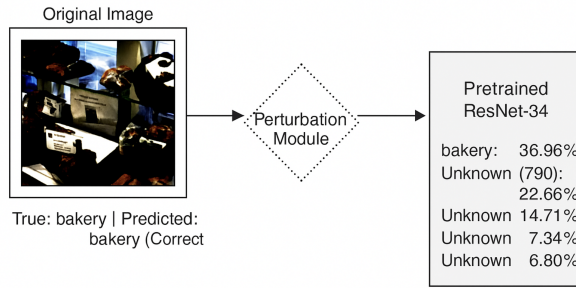 Original Image
True: bakery | Predicted:
bakery (Correct
Perturbation
Module
Pretrained
ResNet-34
bakery: 36.96%
Unknown (790):
22.66%
Unknown 14.71%
Unknown 7.34%
Unknown 6.80%